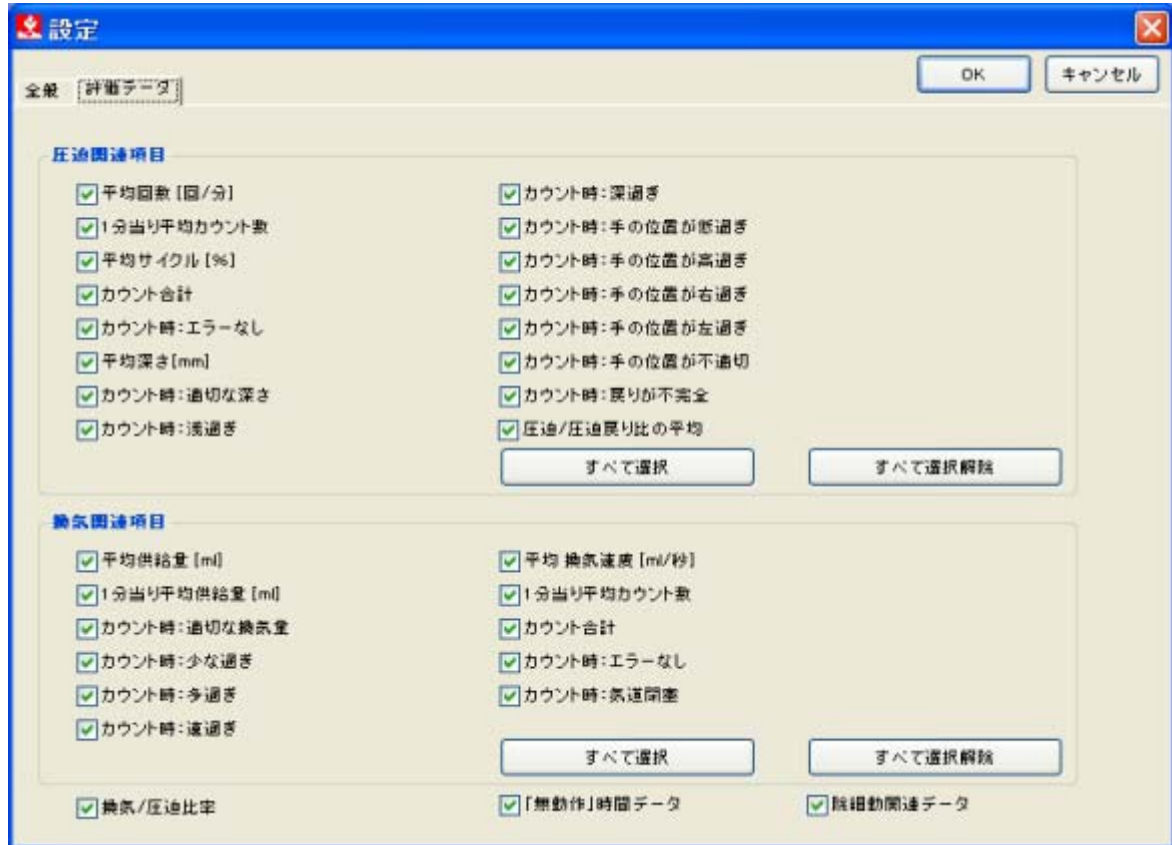 設定
OK
キャンセル
全般
評価データ
圧迫関連項目
平均回数 [回/分]
1分当り平均カウント数
平均サイクル [%]
カウント合計
カウント時:エラーなし
平均深さ[mm]
カウント時:適切な深さ
カウント時:浅過ぎ
カウント時:深過ぎ
カウント時:手の位置が低過ぎ
カウント時:手の位置が高過ぎ
カウント時:手の位置が右過ぎ
カウント時:手の位置が左過ぎ
カウント時:手の位置が不適切
カウント時:戻りが不完全
圧迫/圧迫戻り比の平均
すべて選択
すべて選択解除
換気関連項目
平均供給量 [ml]
1分当り平均供給量 [ml]
カウント時:適切な換気量
カウント時:少な過ぎ
カウント時:多過ぎ
カウント時:速過ぎ
平均 換気速度 [ml/秒]
1分当り平均カウント数
カウント合計
カウント時:エラーなし
カウント時:気道閉塞
すべて選択
すべて選択解除
換気/圧迫比率
「無動作」時間データ
除細動関連データ